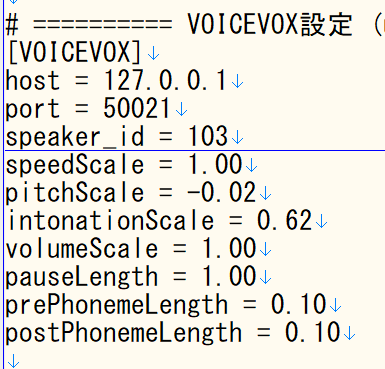 # ========== VOICEVOX設定 (
[VOICEVOX]↓
host = 127.0.0.1↓
port = 50021↓
speaker_id = 103↓
speedScale = 1.00↓
pitchScale = -0.02↓
intonationScale = 0.62↓
volumeScale = 1.00↓
pauseLength = 1.00↓
prePhonemeLength = 0.10↓
postPhonemeLength = 0.10↓
↓